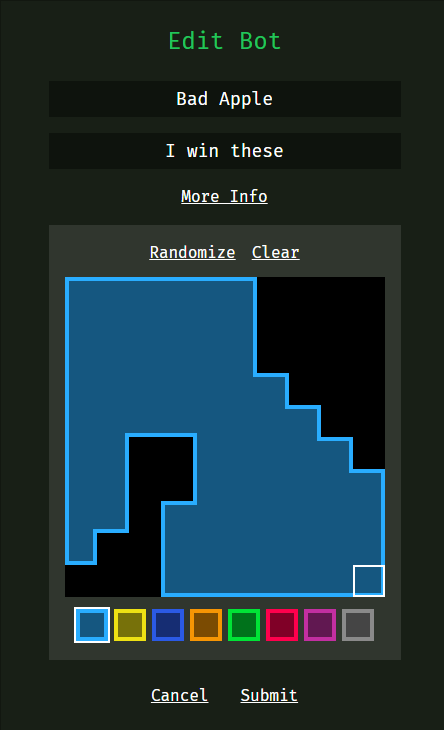 Edit Bot
Bad Apple
I win these
More Info
Randomize Clear
Cancel Submit